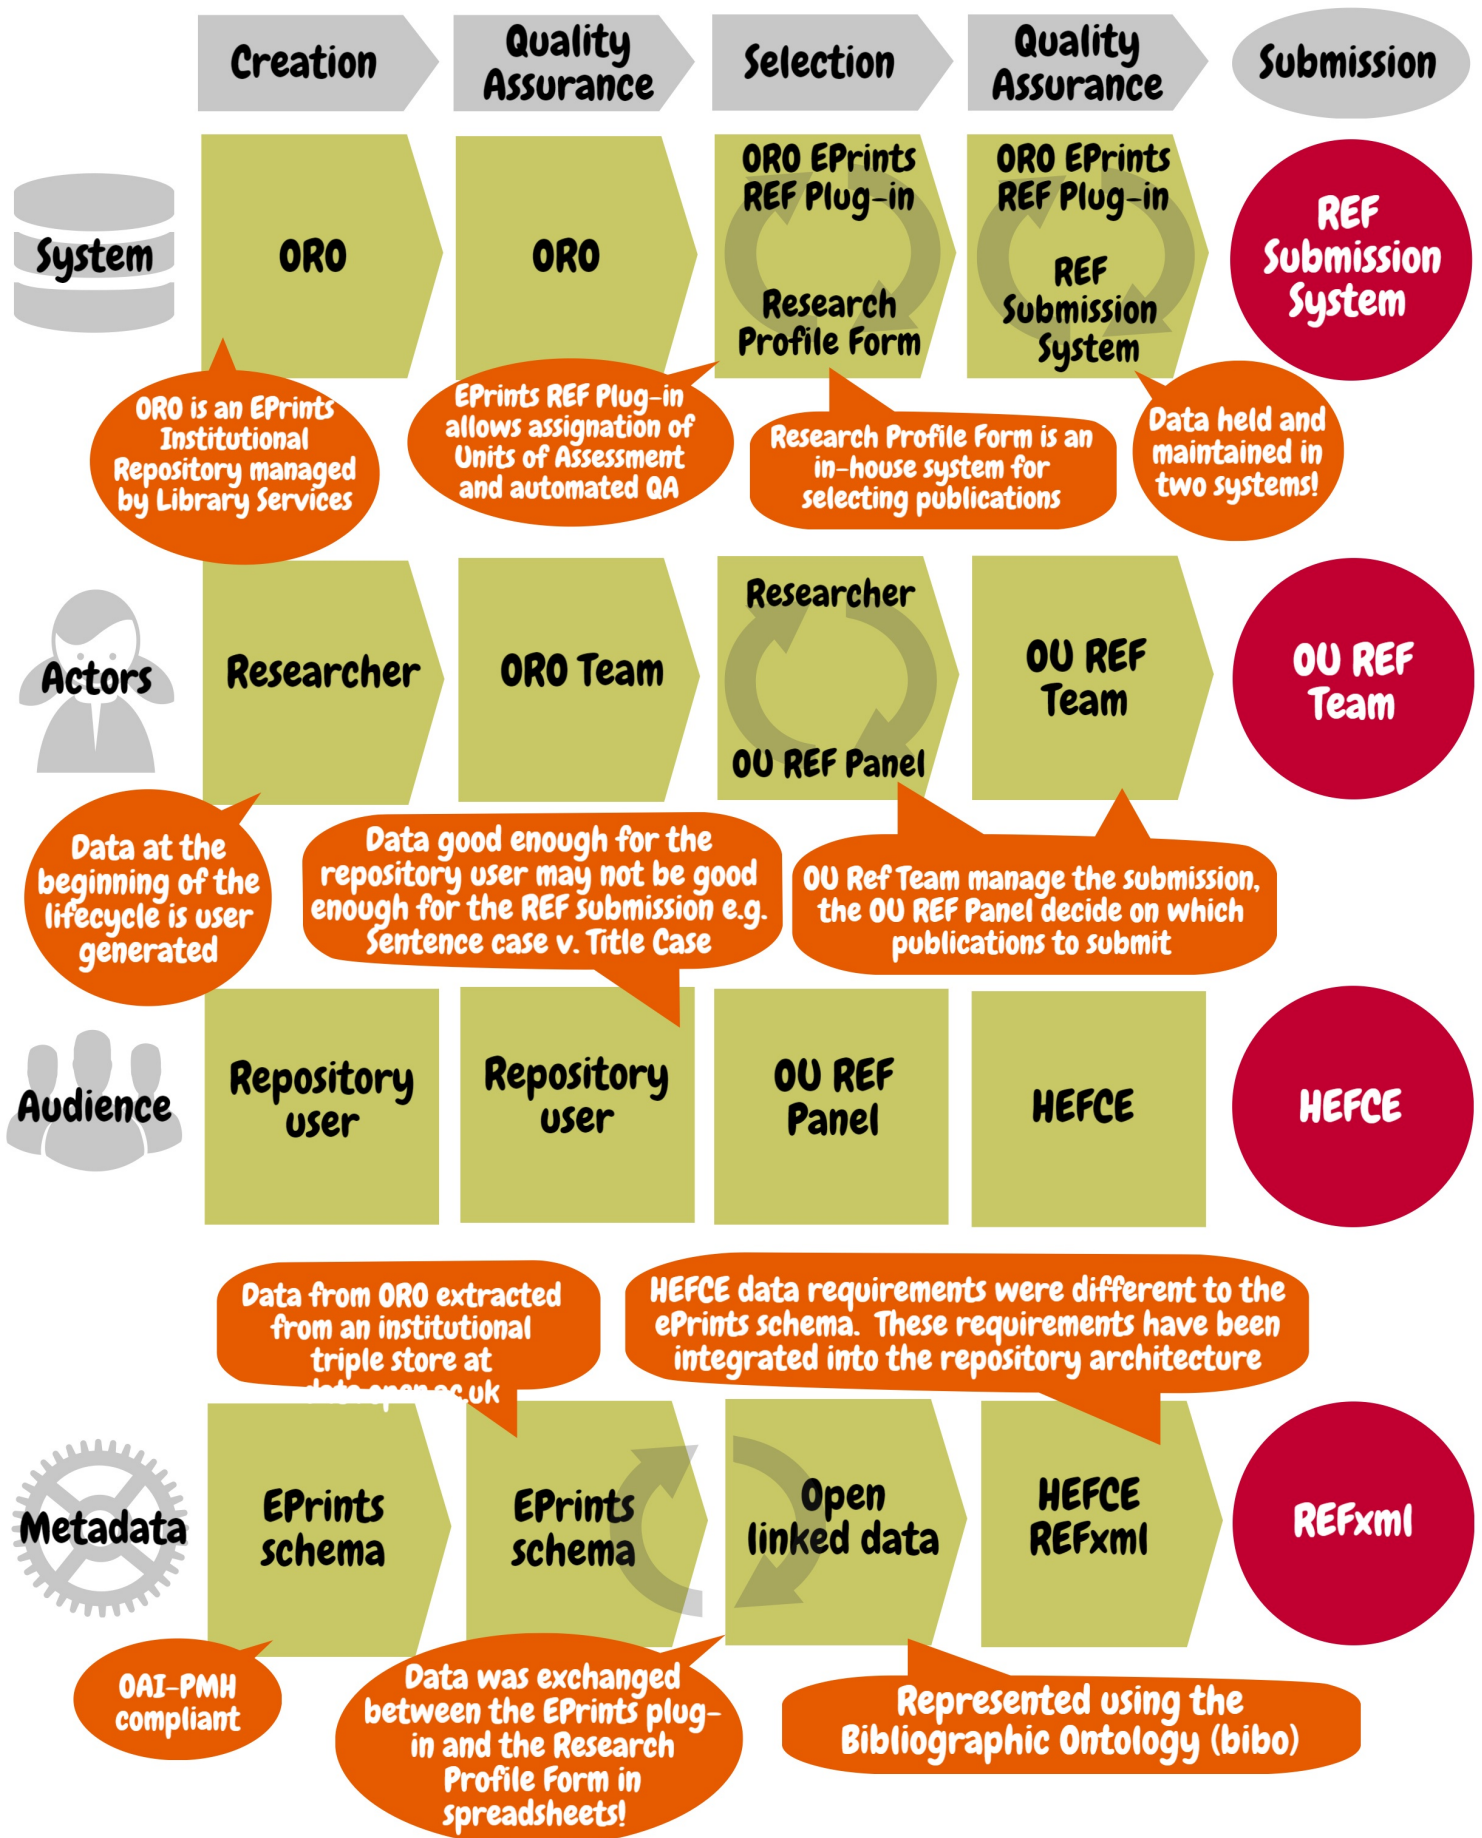 Creation
Quality
Assurance
Selection
Quality
Assurance
Submission
System
ORO
ORO
ORO EPrints
REF Plug-in
Research
Profile Form
ORO EPrints
REF Plug-in
REF
Submission
System
REF
Submission
System
ORO is an EPrints
Institutional
Repository managed
by Library Services
EPrints REF Plug-in
allows assignation of
Units of Assessment
and automated QA
Research Profile Form is an
in-house system for
selecting publications
Data held and
maintained in
two systems!
Actors
Researcher
ORO Team
Researcher
OU REF Panel
OU REF
Team
OU REF
Team
Data at the
beginning of the
lifecycle is user
generated
Data good enough for the
repository user may not be good
enough for the REF submission e.g.
Sentence case v. Title Case
OU Ref Team manage the submission,
the OU REF Panel decide on which
publications to submit
Audience
Repository
user
Repository
user
OU REF
Panel
HEFCE
HEFCE
Data from ORO extracted
from an institutional
triple store at
data.open.ac.uk
HEFCE data requirements were different to the
ePrints schema. These requirements have been
integrated into the repository architecture
Metadata
EPrints
schema
EPrints
schema
Open
linked data
HEFCE
REFxml
REFxml
OAI-PMH
compliant
Data was exchanged
between the EPrints plug-
in and the Research
Profile Form in
spreadsheets!
Represented using the
Bibliographic Ontology (bibo)